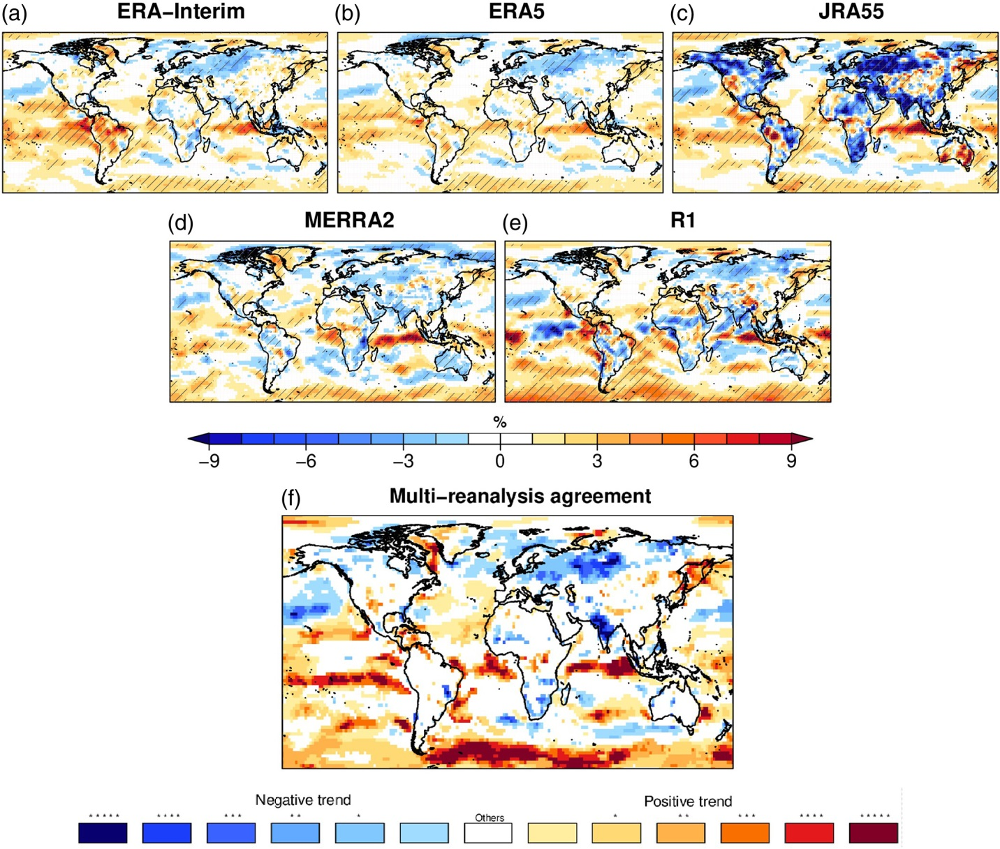 (a) ERA−Interim
(b) ERA5
(c) JRA55
(d) MERRA2
(e) R1
%
−9 −6 −3 0 3 6 9
(f) Multi−reanalysis agreement
Negative trend Positive trend
* * * * * * * * * * * * * * * Others * * * * * * * * * * * * * * *